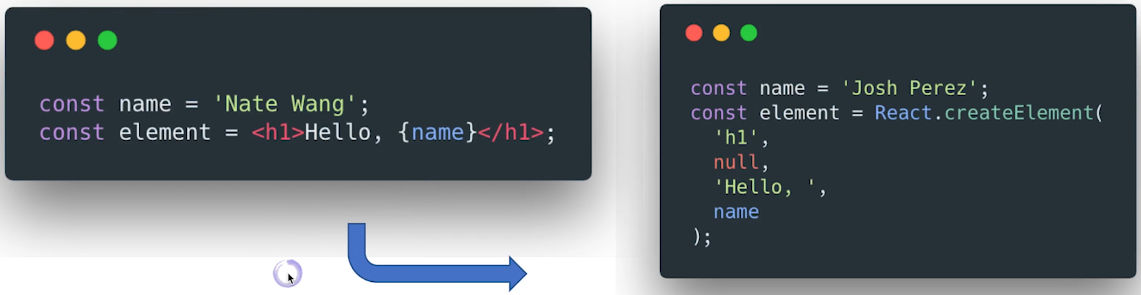 const name = 'Nate Wang';
const element = <h1>Hello, {name}</h1>;
const name = 'Josh Perez';
const element = React.createElement(
  'h1',
  null,
  'Hello, ',
  name
);